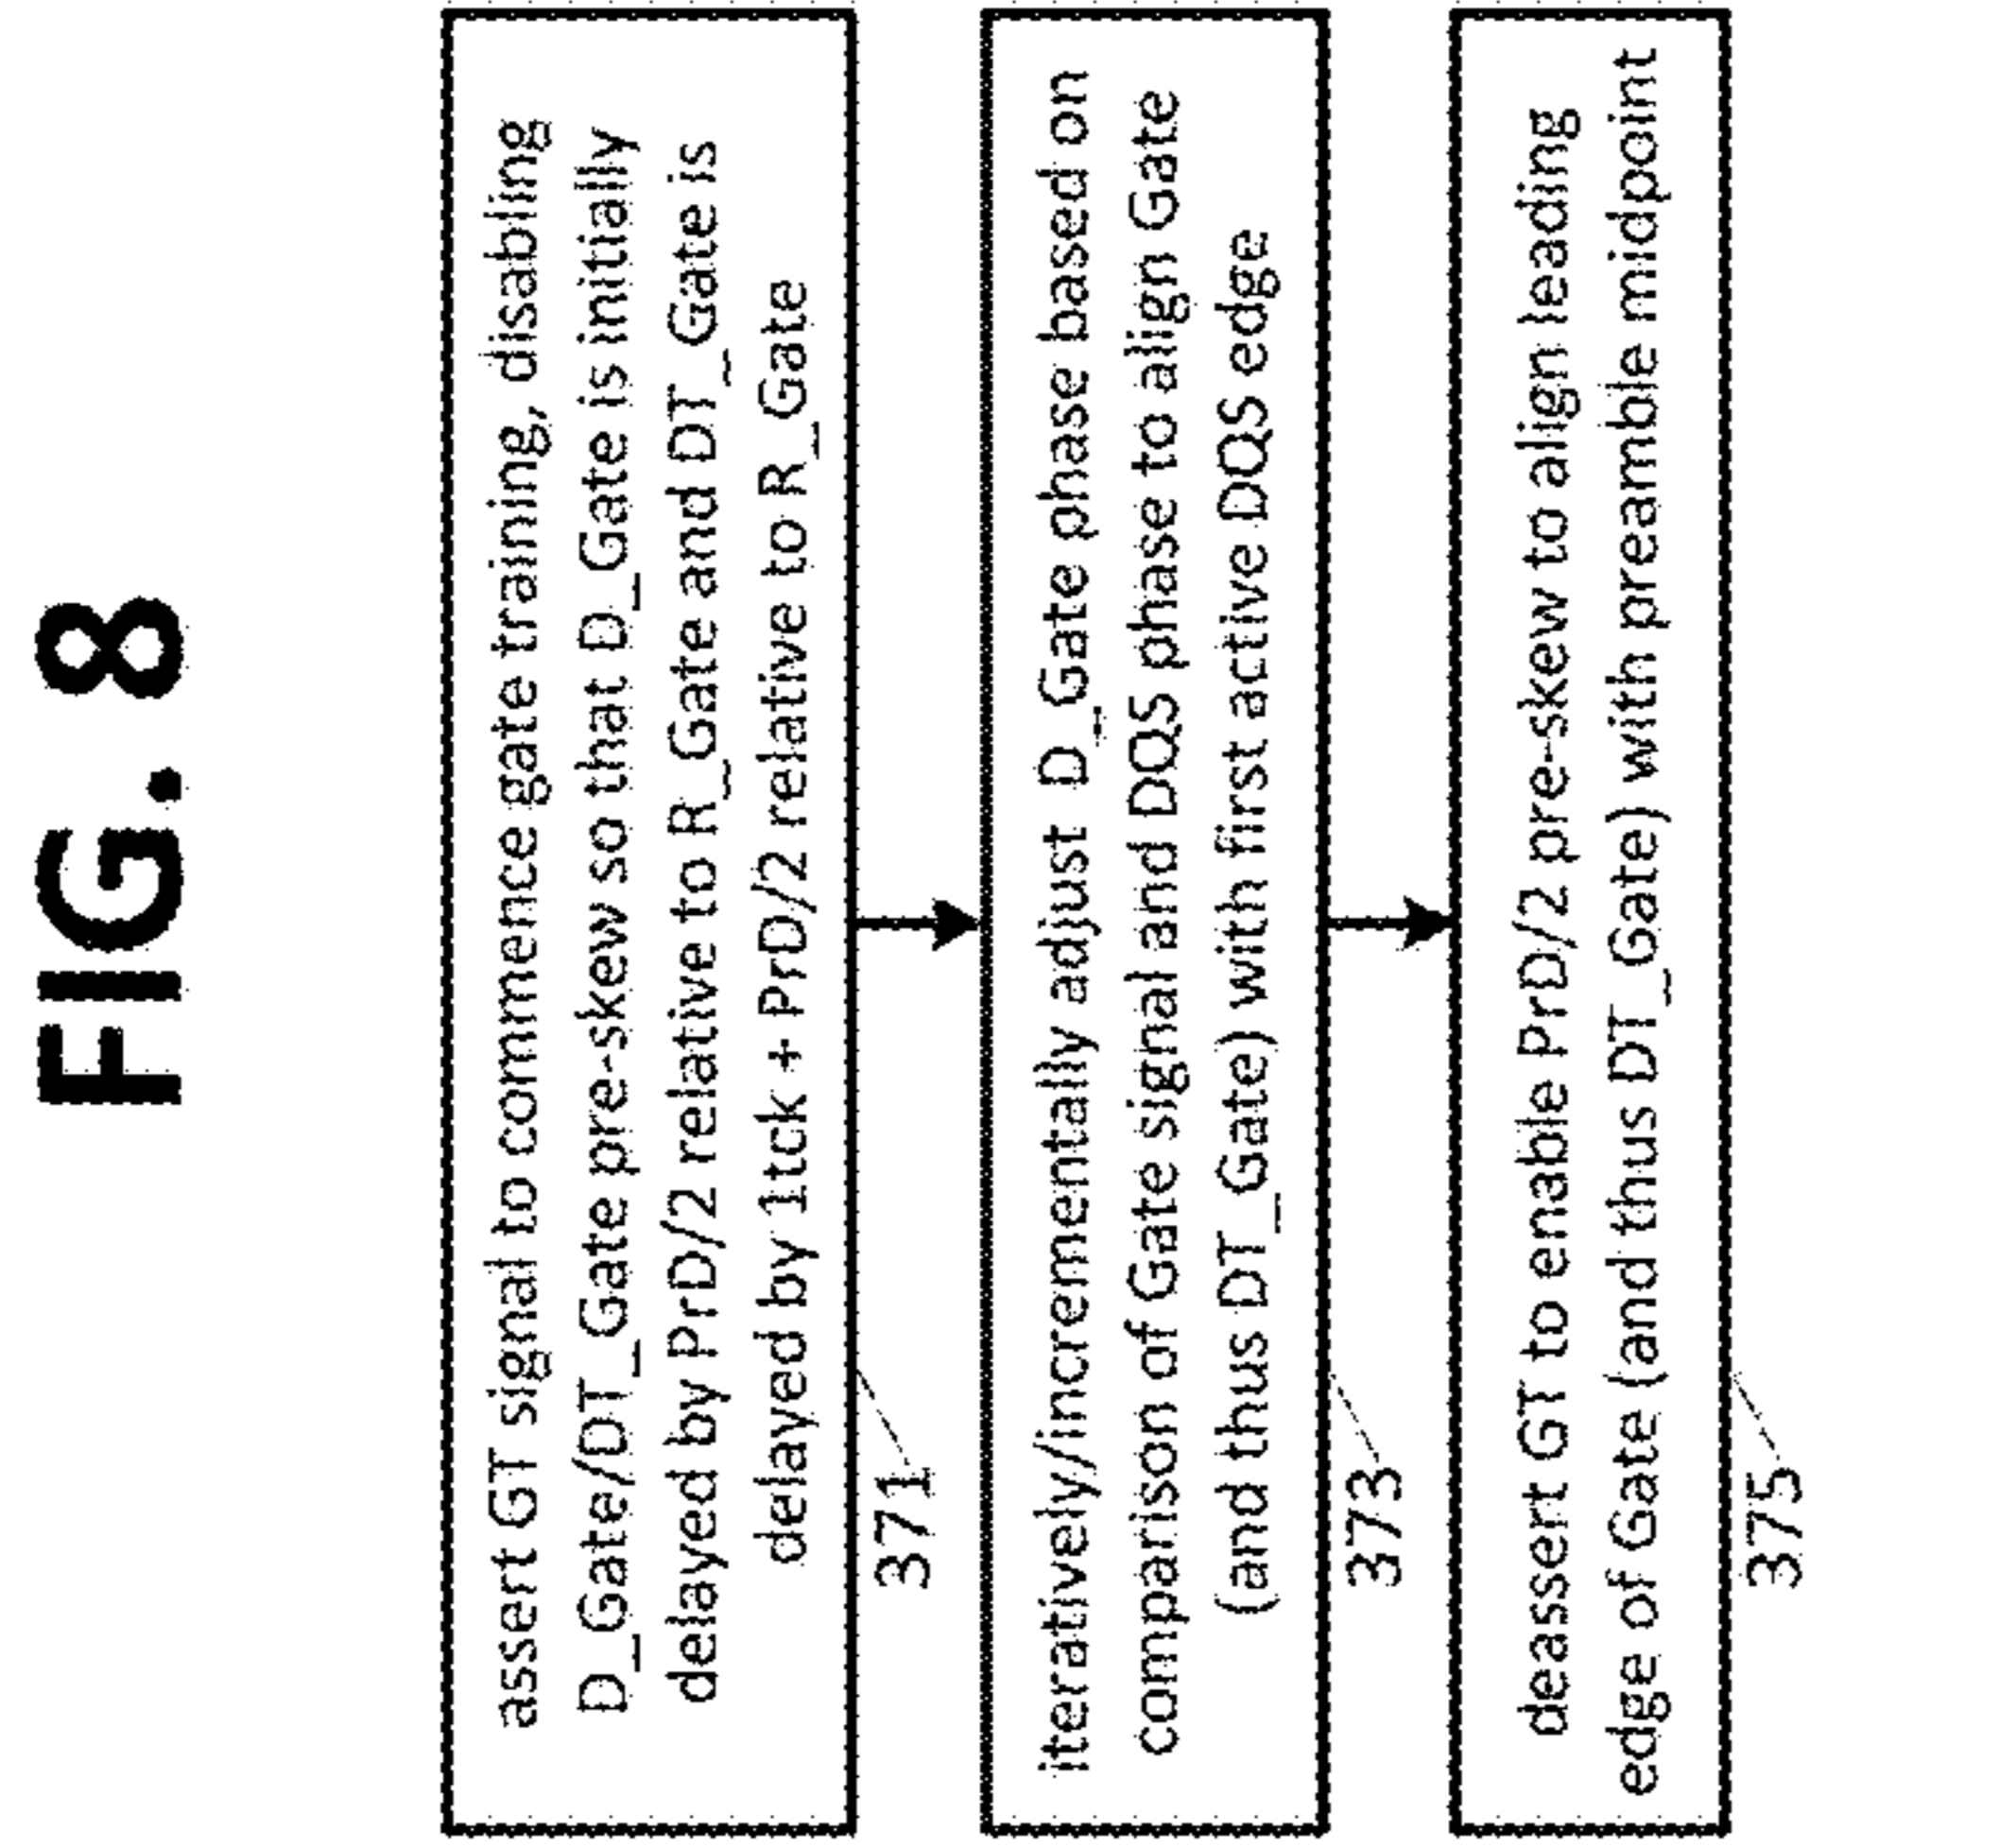 FIG. 8
assert GT signal to commence gate training, disabling
D_Gate/DT_Gate pre-skew so that D_Gate is initially
delayed by PrD/2 relative to R_Gate and DT_Gate is
delayed by 1tck + PrD/2 relative to R_Gate
371
iteratively/incrementally adjust D_Gate phase based on
comparison of Gate signal and DQS phase to align Gate
(and thus DT_Gate) with first active DQS edge
373
deassert GT to enable PrD/2 pre-skew to align leading
edge of Gate (and thus DT_Gate) with preamble midpoint
375